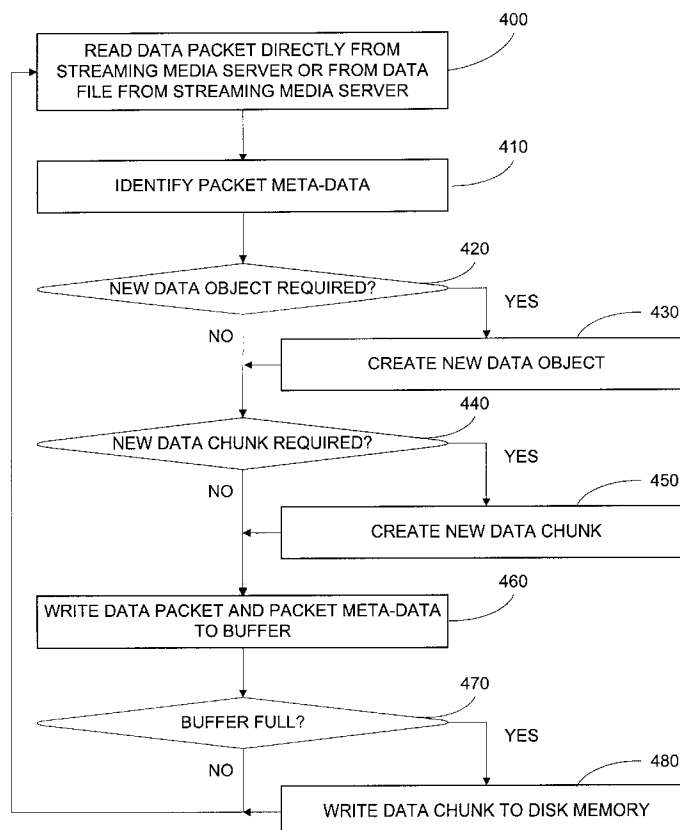 400
READ DATA PACKET DIRECTLY FROM
STREAMING MEDIA SERVER OR FROM DATA
FILE FROM STREAMING MEDIA SERVER
410
IDENTIFY PACKET META-DATA
420
NEW DATA OBJECT REQUIRED?
YES
430
NO
CREATE NEW DATA OBJECT
440
NEW DATA CHUNK REQUIRED?
YES
450
NO
CREATE NEW DATA CHUNK
460
WRITE DATA PACKET AND PACKET META-DATA
TO BUFFER
470
BUFFER FULL?
YES
480
NO
WRITE DATA CHUNK TO DISK MEMORY